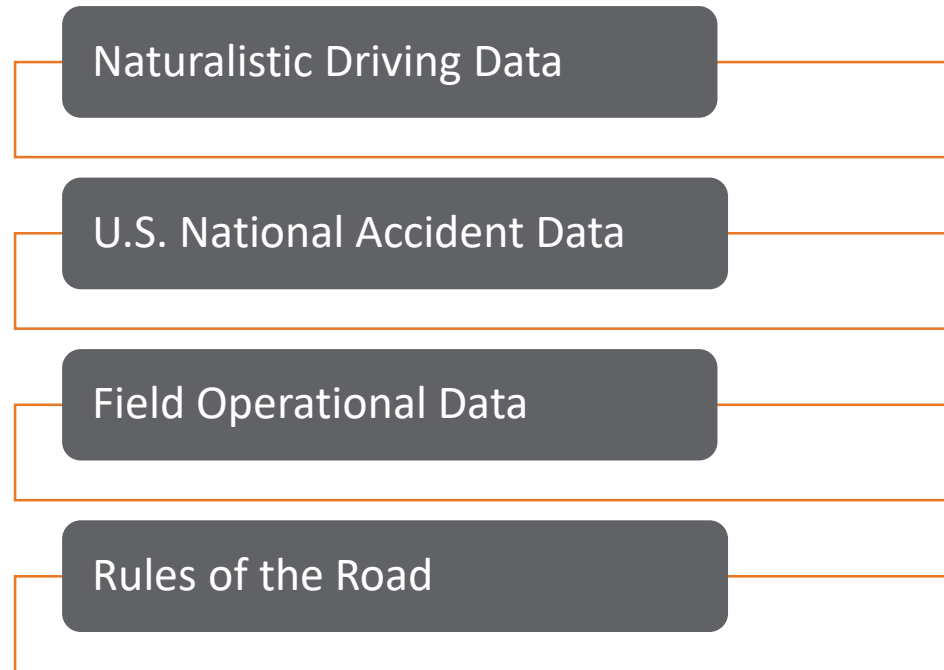 Naturalistic Driving Data
U.S. National Accident Data
Field Operational Data
Rules of the Road